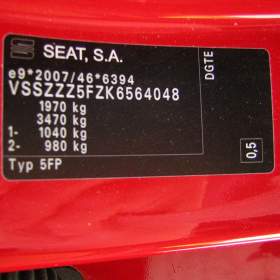 SEAT, S.A.
e9*2007/46*6394
VSSZZZ5FZK6564048
1970 kg
3470 kg
1- 1040 kg
2- 980 kg
Typ 5FP
DGTE
0,5